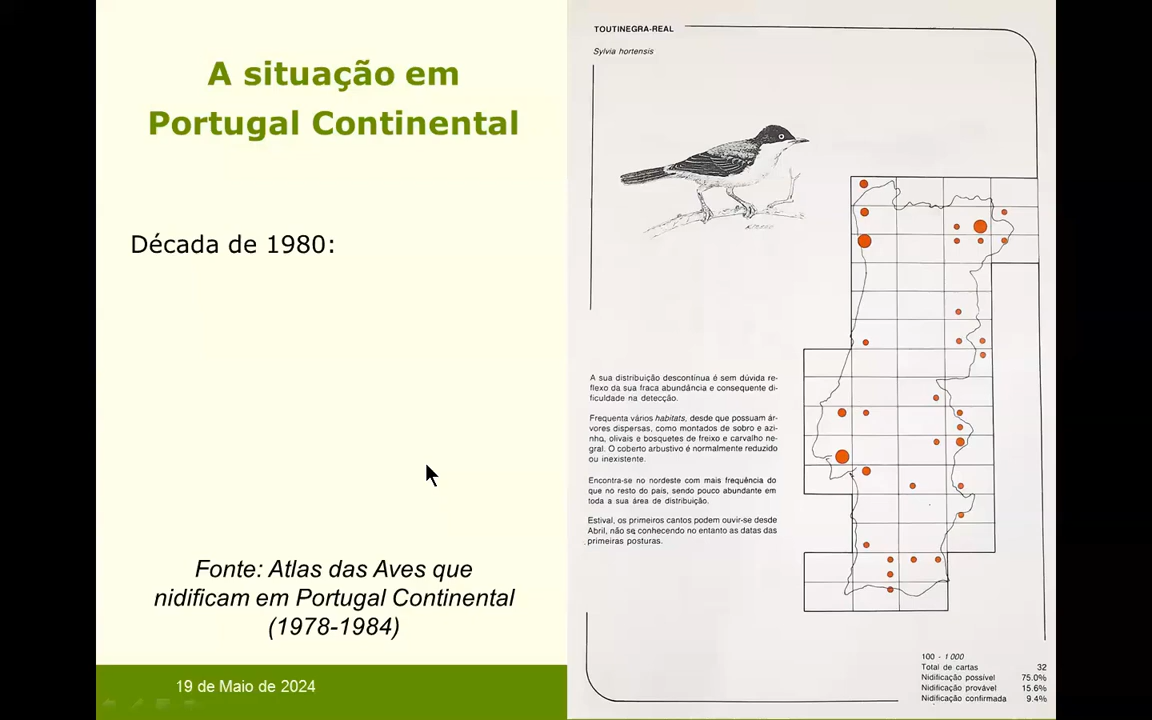 A situação em
Portugal Continental
Década de 1980:
Fonte: Atlas das Aves que
nidificam em Portugal Continental
(1978-1984)
19 de Maio de 2024
TOUTINEGRA-REAL
Sylvia hortensis
A sua distribuição descontínua é sem dúvida re-
flexo da sua fraca abundância e consequente di-
ficuldade na detecção.
Frequenta vários habitats, desde que possuam ár-
vores dispersas, como montados de sobro e azi-
nho, olivais e bosquetes de freixo e carvalho ne-
gral. O coberto arbustivo é normalmente reduzido
ou inexistente.
Encontra-se no nordeste com mais frequência do
que no resto do país, sendo pouco abundante em
toda a sua área de distribuição.
Estival, os primeiros cantos podem ouvir-se desde
Abril, não se conhecendo no entanto as datas das
primeiras posturas.
100 - 1 000
Total de cartas 32
Nidificação possível 75.0%
Nidificação provável 15.6%
Nidificação confirmada 9.4%